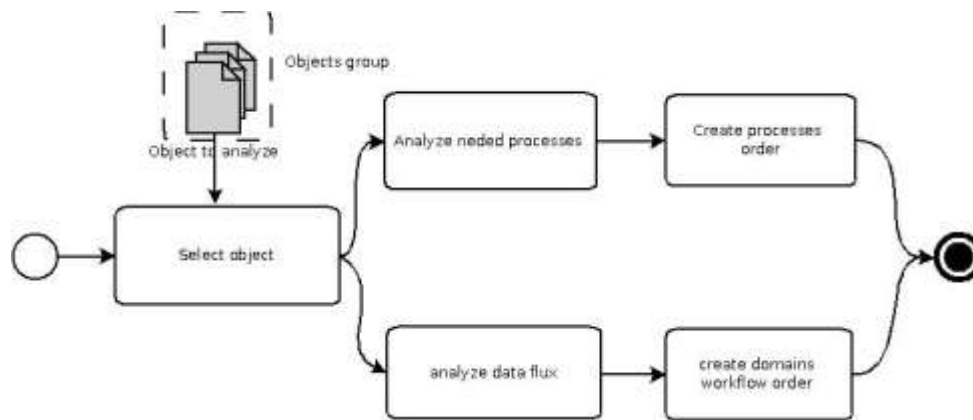 Objects group
Object to analyze
Analyze neded processes
Create processes
order
Select object
analyze data flux
create domains
workflow order